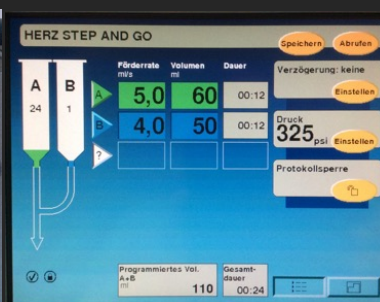 HERZ STEP AND GO
Speichern Abrufen
Förderrate Volumen Dauer
ml/s ml
A B
24 1
A 5,0 60 00:12
B 4,0 50 00:12
?
Verzögerung: keine
Einstellen
Druck
325 psi Einstellen
Protokollsperre
Programmiertes Vol. Gesamt-
A+B dauer
ml 110 00:24